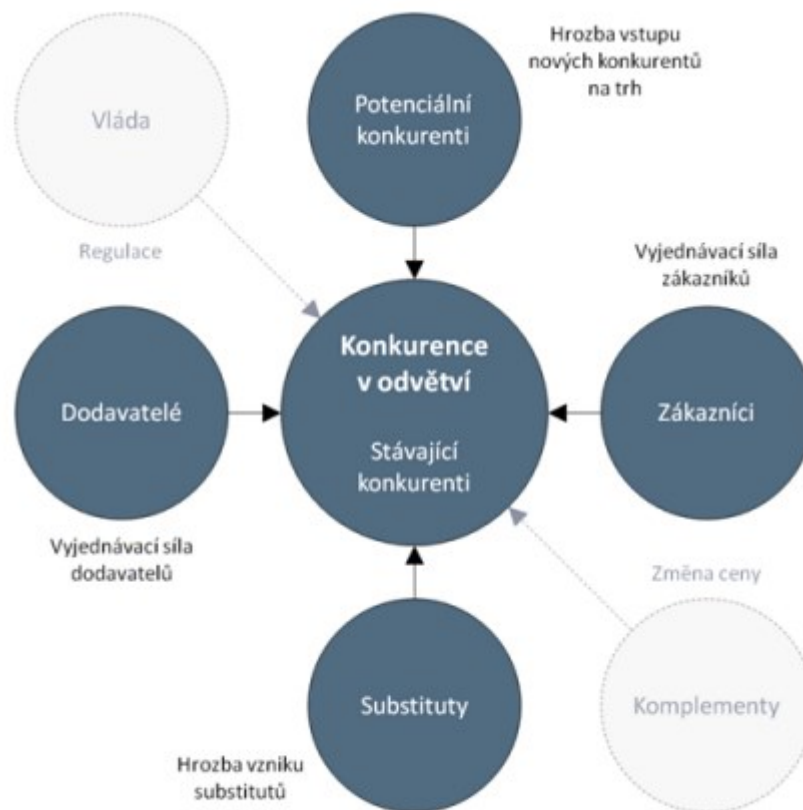 Hrozba vstupu
nových konkurentů
na trh
Potenciální
konkurenti
Vláda
Regulace
Vyjednávací síla
zákazníků
Konkurence
v odvětví
Stávající
konkurenti
Dodavatelé
Zákazníci
Vyjednávací síla
dodavatelů
Změna ceny
Substituty
Komplementy
Hrozba vzniku
substitutů